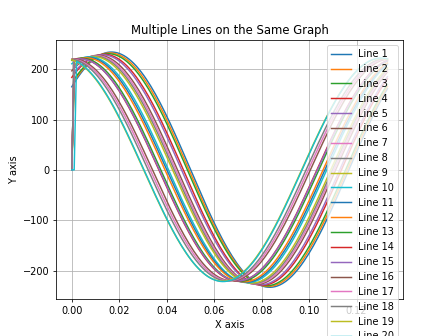 Multiple Lines on the Same Graph
Y axis
200
100
0
−100
−200
0.00
0.02
0.04
0.06
0.08
0.10
X axis
Line 1
Line 2
Line 3
Line 4
Line 5
Line 6
Line 7
Line 8
Line 9
Line 10
Line 11
Line 12
Line 13
Line 14
Line 15
Line 16
Line 17
Line 18
Line 19
Line 20